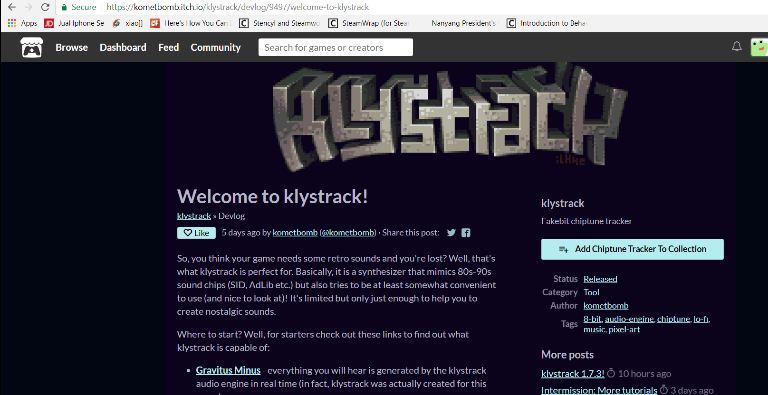 Secure https://kometbomb.itch.io/klystrack/devlog/9497/welcome-to-klystrack
Apps Jual Iphone Se xiaoj] Here's How You Can Stencyl and Steamwo SteamWrap (for Steam Nanyang President's Introduction to Beha
Browse Dashboard Feed Community Search for games or creators
klystrack
Welcome to klystrack!
klystrack » Devlog
Like 5 days ago by kometbomb (@kometbomb) · Share this post:
So, you think your game needs some retro sounds and you're lost? Well, that's
what klystrack is perfect for. Basically, it is a synthesizer that mimics 80s-90s
sound chips (SID, AdLib etc.) but also tries to be at least somewhat convenient
to use (and nice to look at)! It's limited but only just enough to help you to
create nostalgic sounds.
Where to start? Well, for starters check out these links to find out what
klystrack is capable of:
Gravitus Minus - everything you will hear is generated by the klystrack
audio engine in real time (in fact, klystrack was actually created for this
klystrack
Fakebit chiptune tracker
Add Chiptune Tracker To Collection
Status Released
Category Tool
Author kometbomb
Tags 8-bit, audio-engine, chiptune, lo-fi,
music, pixel-art
More posts
klystrack 1.7.3! 10 hours ago
Intermission: More tutorials 3 days ago